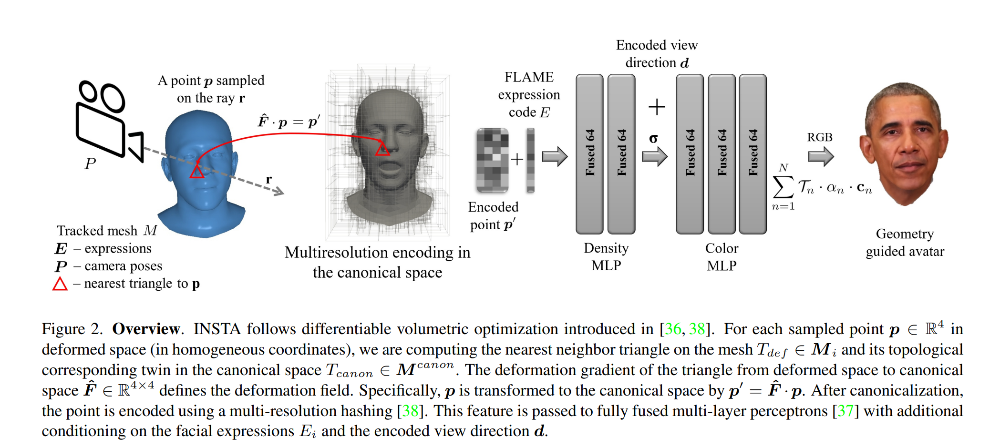 Encoded view
direction d
A point p sampled
on the ray r
FLAME
expression
code E
F̂ · p = p′
P
r
+
Encoded
point p′
Fused 64
Fused 64
+
σ
Fused 64
Fused 64
Fused 64
RGB
N
∑ 𝒯n · αn · cn
n=1
Tracked mesh M
E – expressions
P – camera poses
△ – nearest triangle to p
Multiresolution encoding in
the canonical space
Density
MLP
Color
MLP
Geometry
guided avatar
Figure 2. Overview. INSTA follows differentiable volumetric optimization introduced in [36, 38]. For each sampled point p ∈ ℝ⁴ in
deformed space (in homogeneous coordinates), we are computing the nearest neighbor triangle on the mesh T_def ∈ M_i and its topological
corresponding twin in the canonical space T_canon ∈ M^canon. The deformation gradient of the triangle from deformed space to canonical
space F̂ ∈ ℝ^4×4 defines the deformation field. Specifically, p is transformed to the canonical space by p′ = F̂ · p. After canonicalization,
the point is encoded using a multi-resolution hashing [38]. This feature is passed to fully fused multi-layer perceptrons [37] with additional
conditioning on the facial expressions E_i and the encoded view direction d.